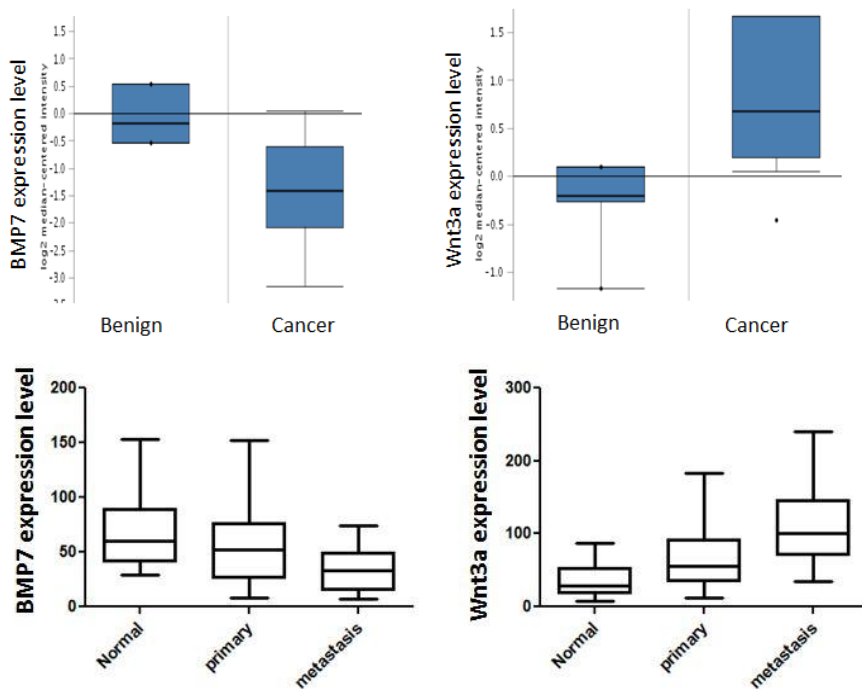 BMP7 expression level
log2 median-centered intensity
1.5
1.0
0.5
0.0
-0.5
-1.0
-1.5
-2.0
-2.5
-3.0
Benign
Cancer
Wnt3a expression level
log2 median-centered intensity
1.5
1.0
0.5
0.0
-0.5
-1.0
Benign
Cancer
BMP7 expression level
200
150
100
50
0
Normal
primary
metastasis
Wnt3a expression level
300
200
100
0
Normal
primary
metastasis